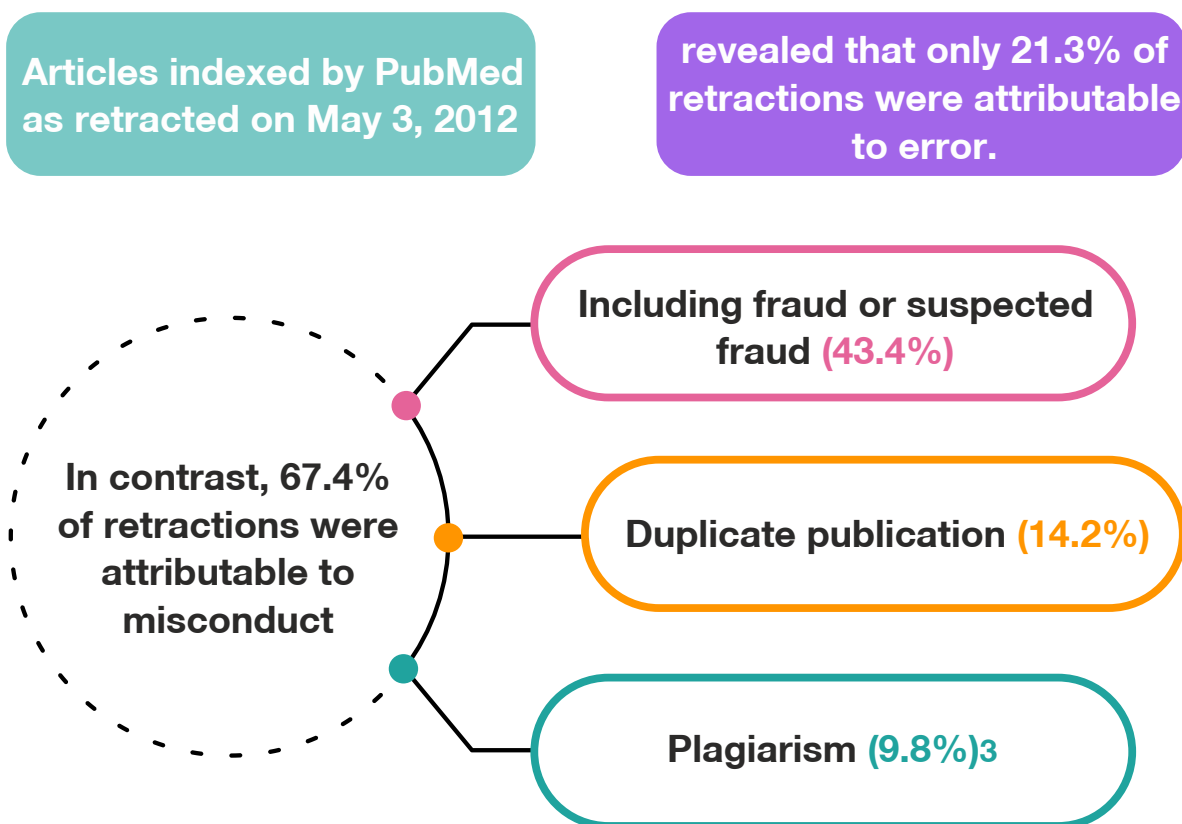 Articles indexed by PubMed
as retracted on May 3, 2012
revealed that only 21.3% of
retractions were attributable
to error.
In contrast, 67.4%
of retractions were
attributable to
misconduct
Including fraud or suspected
fraud (43.4%)
Duplicate publication (14.2%)
Plagiarism (9.8%)3